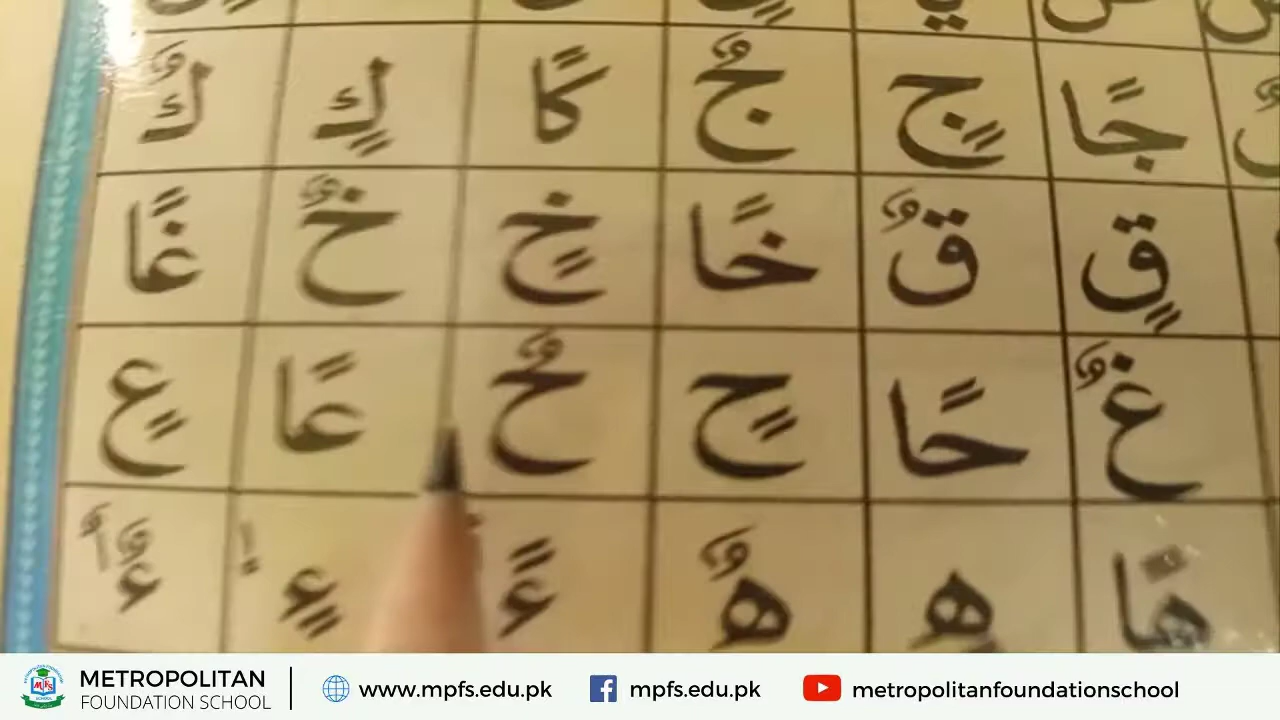 جًا جٍ جٌ كًا كٍ كٌ
قٍ قٌ خًا خٍ خٌ غًا
غٌ حًا حٍ حٌ عًا عٍ
هًا هٌ ءً ءٍ ءٌ
METROPOLITAN
FOUNDATION SCHOOL
www.mpfs.edu.pk
mpfs.edu.pk
metropolitanfoundationschool